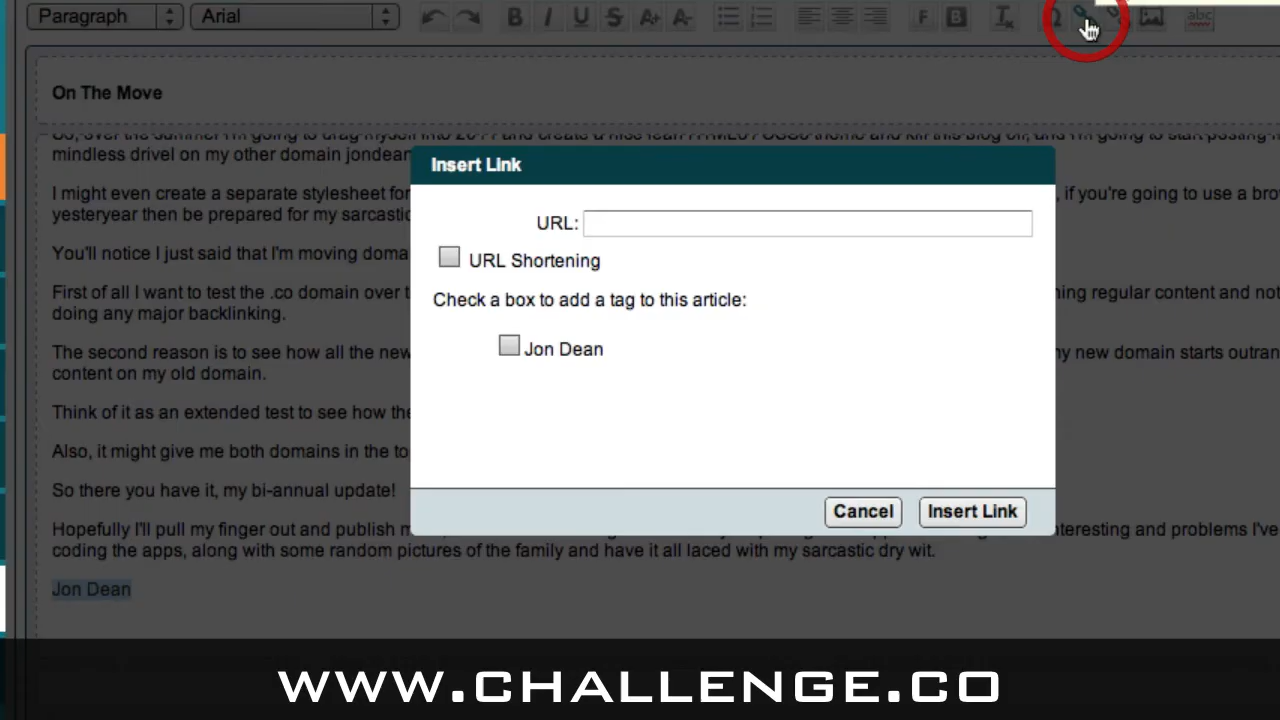 Paragraph Arial
B I U S A+ A- F B abc
On The Move
mindless drivel on my other domain jondean
Insert Link
I might even create a separate stylesheet for
, if you're going to use a bro
yesteryear then be prepared for my sarcastic
URL:
You'll notice I just said that I'm moving doma
URL Shortening
First of all I want to test the .co domain over t
ning regular content and not
doing any major backlinking.
Check a box to add a tag to this article:
The second reason is to see how all the new
my new domain starts outran
content on my old domain.
Jon Dean
Think of it as an extended test to see how the
Also, it might give me both domains in the to
So there you have it, my bi-annual update!
Cancel Insert Link
Hopefully I'll pull my finger out and publish m
nteresting and problems I've
coding the apps, along with some random pictures of the family and have it all laced with my sarcastic dry wit.
Jon Dean
WWW.CHALLENGE.CO